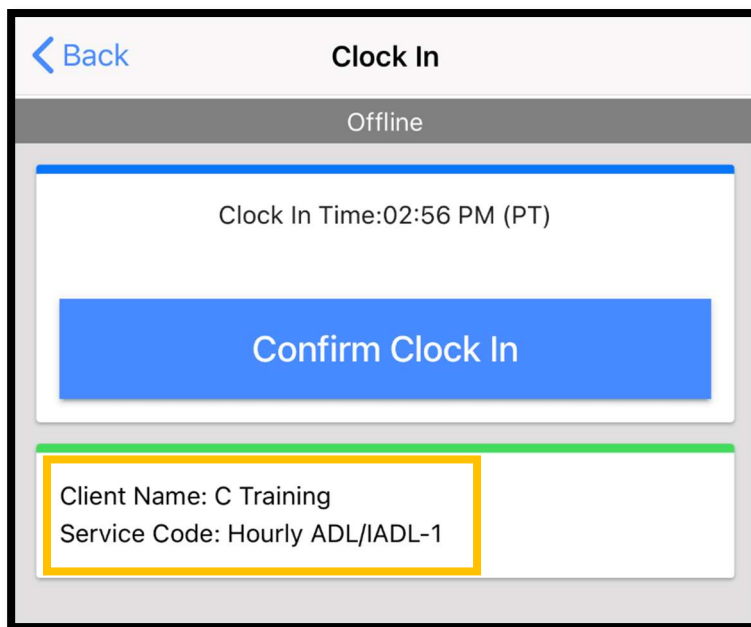 Back
Clock In
Offline
Clock In Time:02:56 PM (PT)
Confirm Clock In
Client Name: C Training
Service Code: Hourly ADL/IADL-1